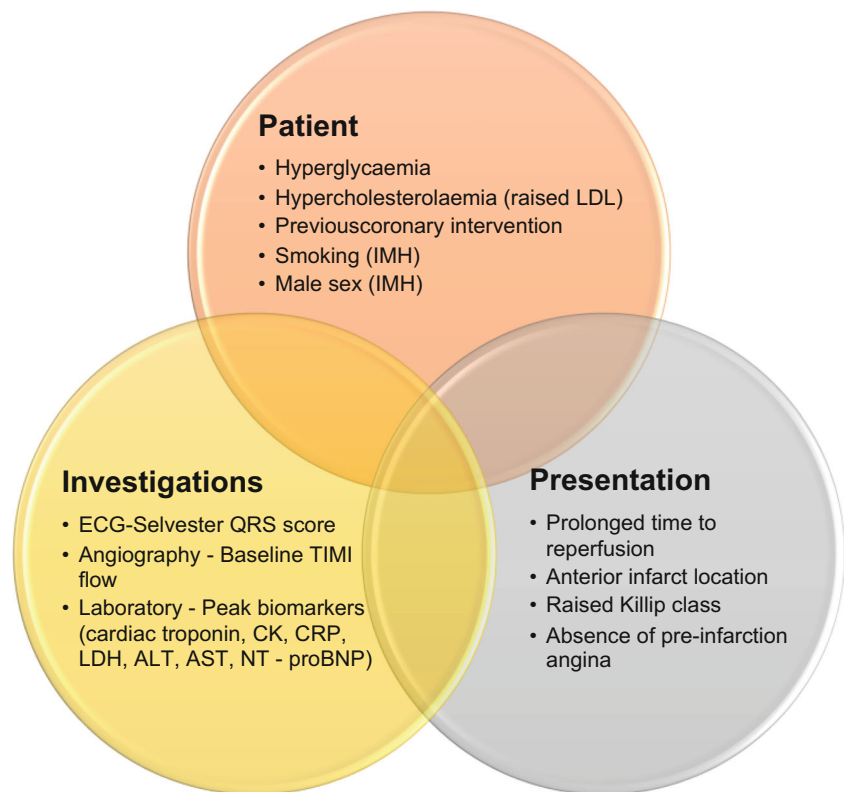 Patient
• Hyperglycaemia
• Hypercholesterolaemia (raised LDL)
• Previouscoronary intervention
• Smoking (IMH)
• Male sex (IMH)
Investigations
• ECG-Selvester QRS score
• Angiography - Baseline TIMI
flow
• Laboratory - Peak biomarkers
(cardiac troponin, CK, CRP,
LDH, ALT, AST, NT - proBNP)
Presentation
• Prolonged time to
reperfusion
• Anterior infarct location
• Raised Killip class
• Absence of pre-infarction
angina